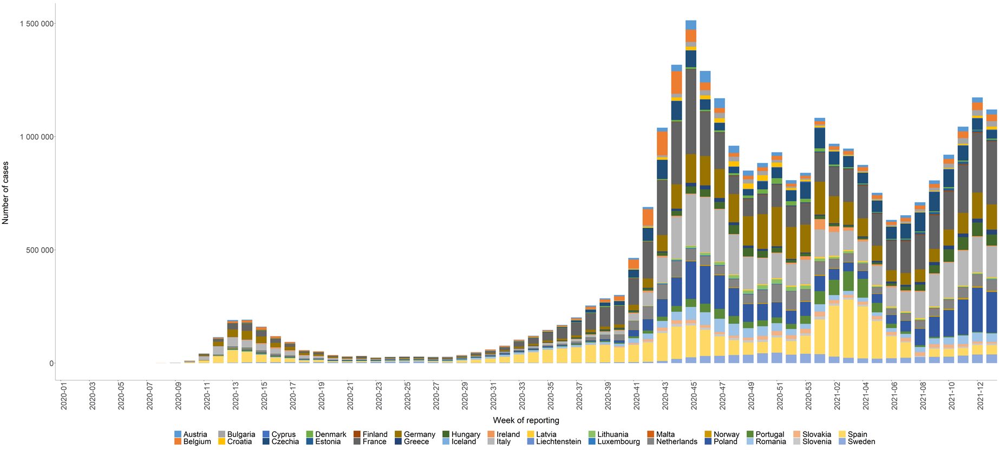 1 500 000
1 000 000
500 000
0
Number of cases
2020-01 2020-03 2020-05 2020-07 2020-09 2020-11 2020-13 2020-15 2020-17 2020-19 2020-21 2020-23 2020-25 2020-27 2020-29 2020-31 2020-33 2020-35 2020-37 2020-39 2020-41 2020-43 2020-45 2020-47 2020-49 2020-51 2020-53 2021-02 2021-04 2021-06 2021-08 2021-10 2021-12
Week of reporting
Austria Bulgaria Cyprus Denmark Finland Germany Hungary Ireland Latvia Lithuania Malta Norway Portugal Slovakia Spain
Belgium Croatia Czechia Estonia France Greece Iceland Italy Liechtenstein Luxembourg Netherlands Poland Romania Slovenia Sweden